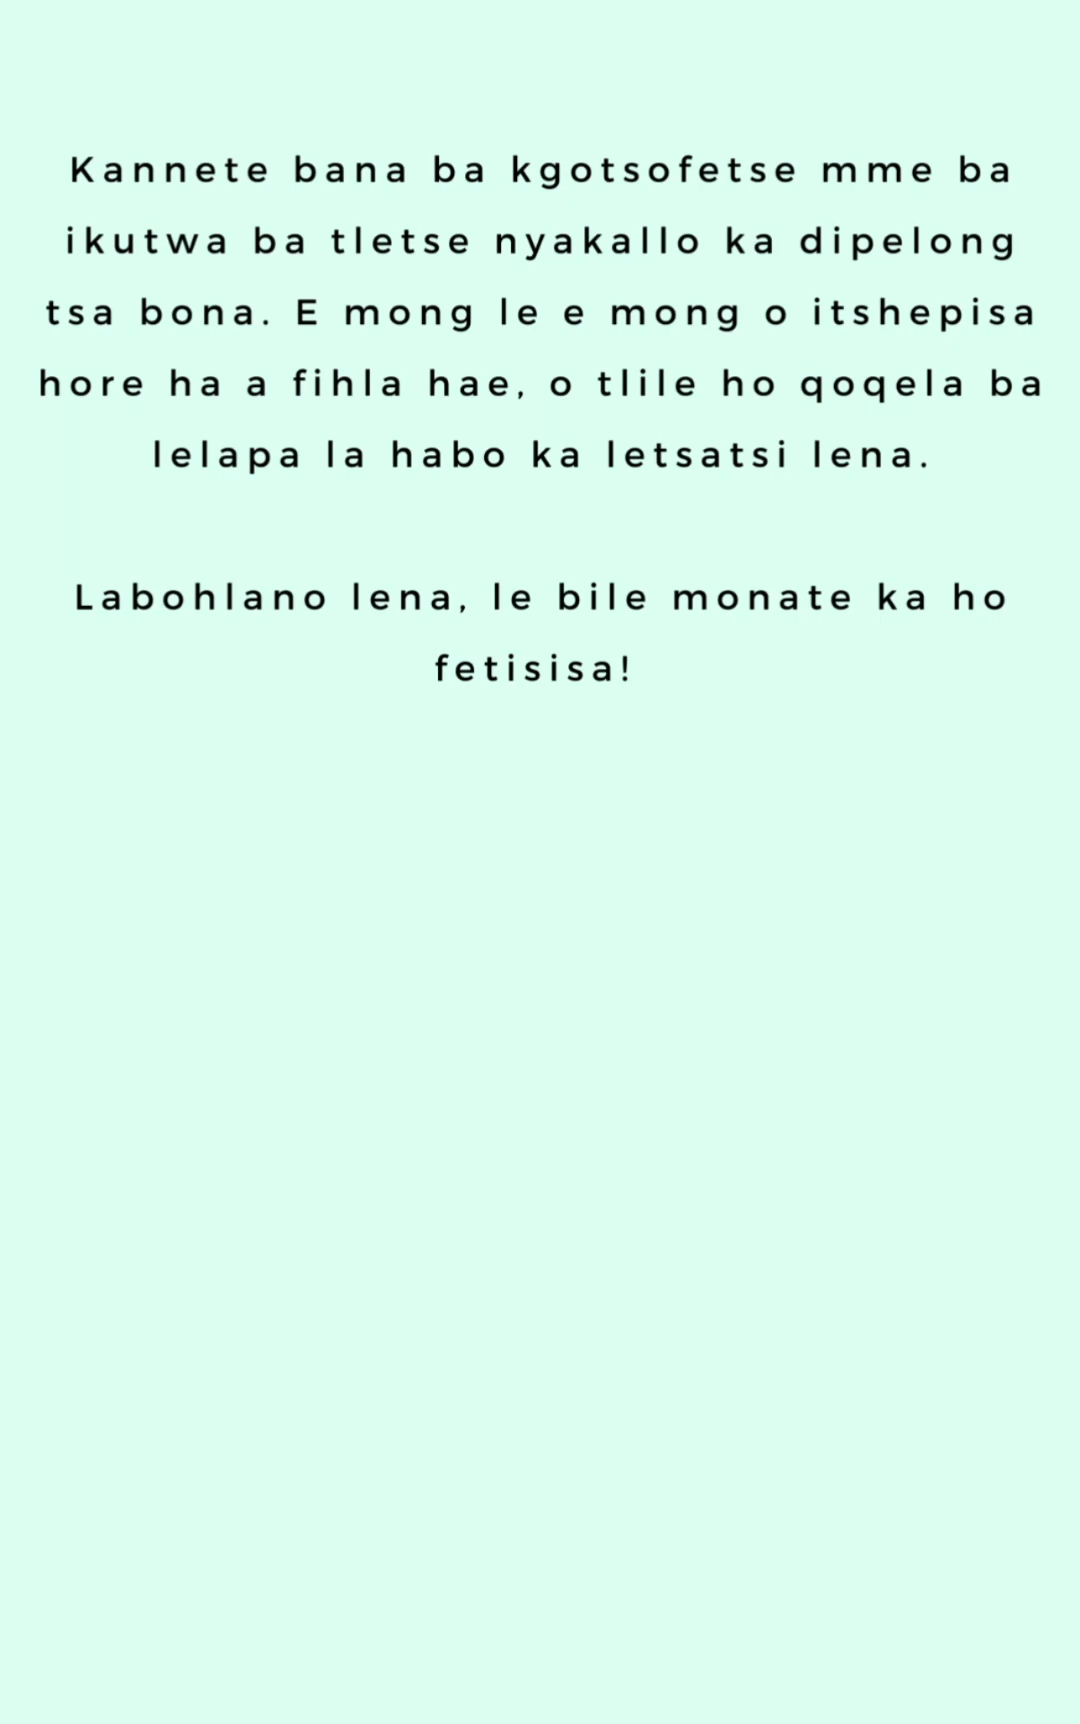 Kannete bana ba kgotsofetse mme ba
ikutwa ba tletse nyakallo ka dipelong
tsa bona. E mong le e mong o itshepisa
hore ha a fihla hae, o tlile ho qoqela ba
lelapa la habo ka letsatsi lena.
Labohlano lena, le bile monate ka ho
fetisisa!